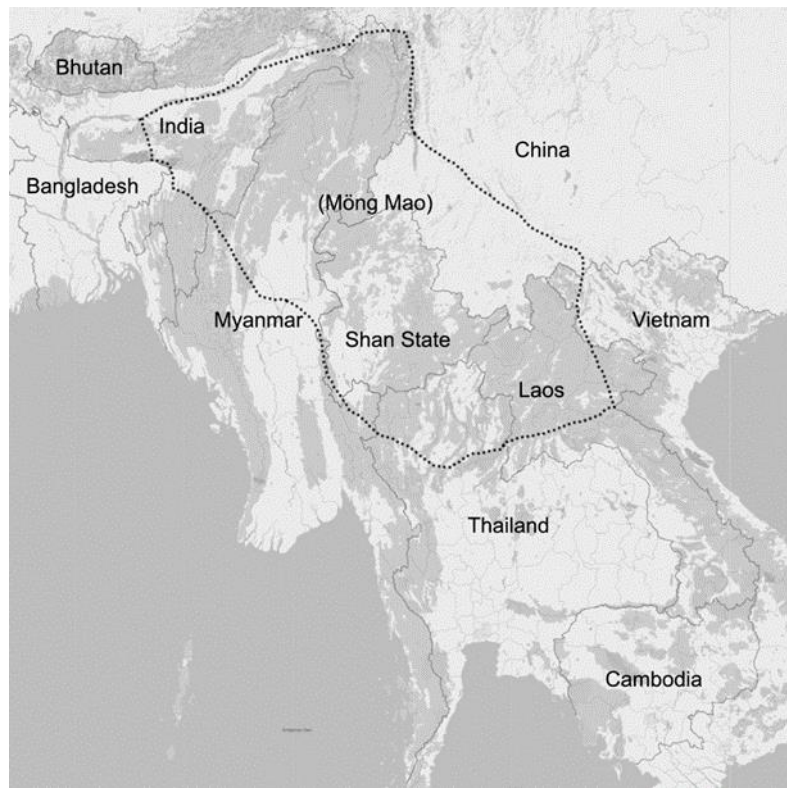 Bhutan
India
China
Bangladesh
(Möng Mao)
Myanmar
Vietnam
Shan State
Laos
Thailand
Cambodia